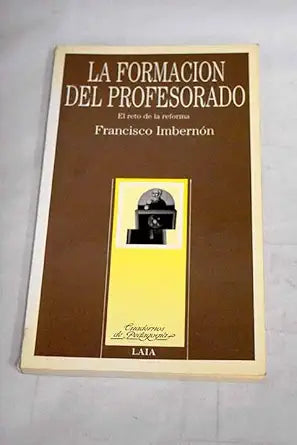 LA FORMACION
DEL PROFESORADO
El reto de la reforma
Francisco Imbernón
Cuadernos
de Pedagogía
LAIA